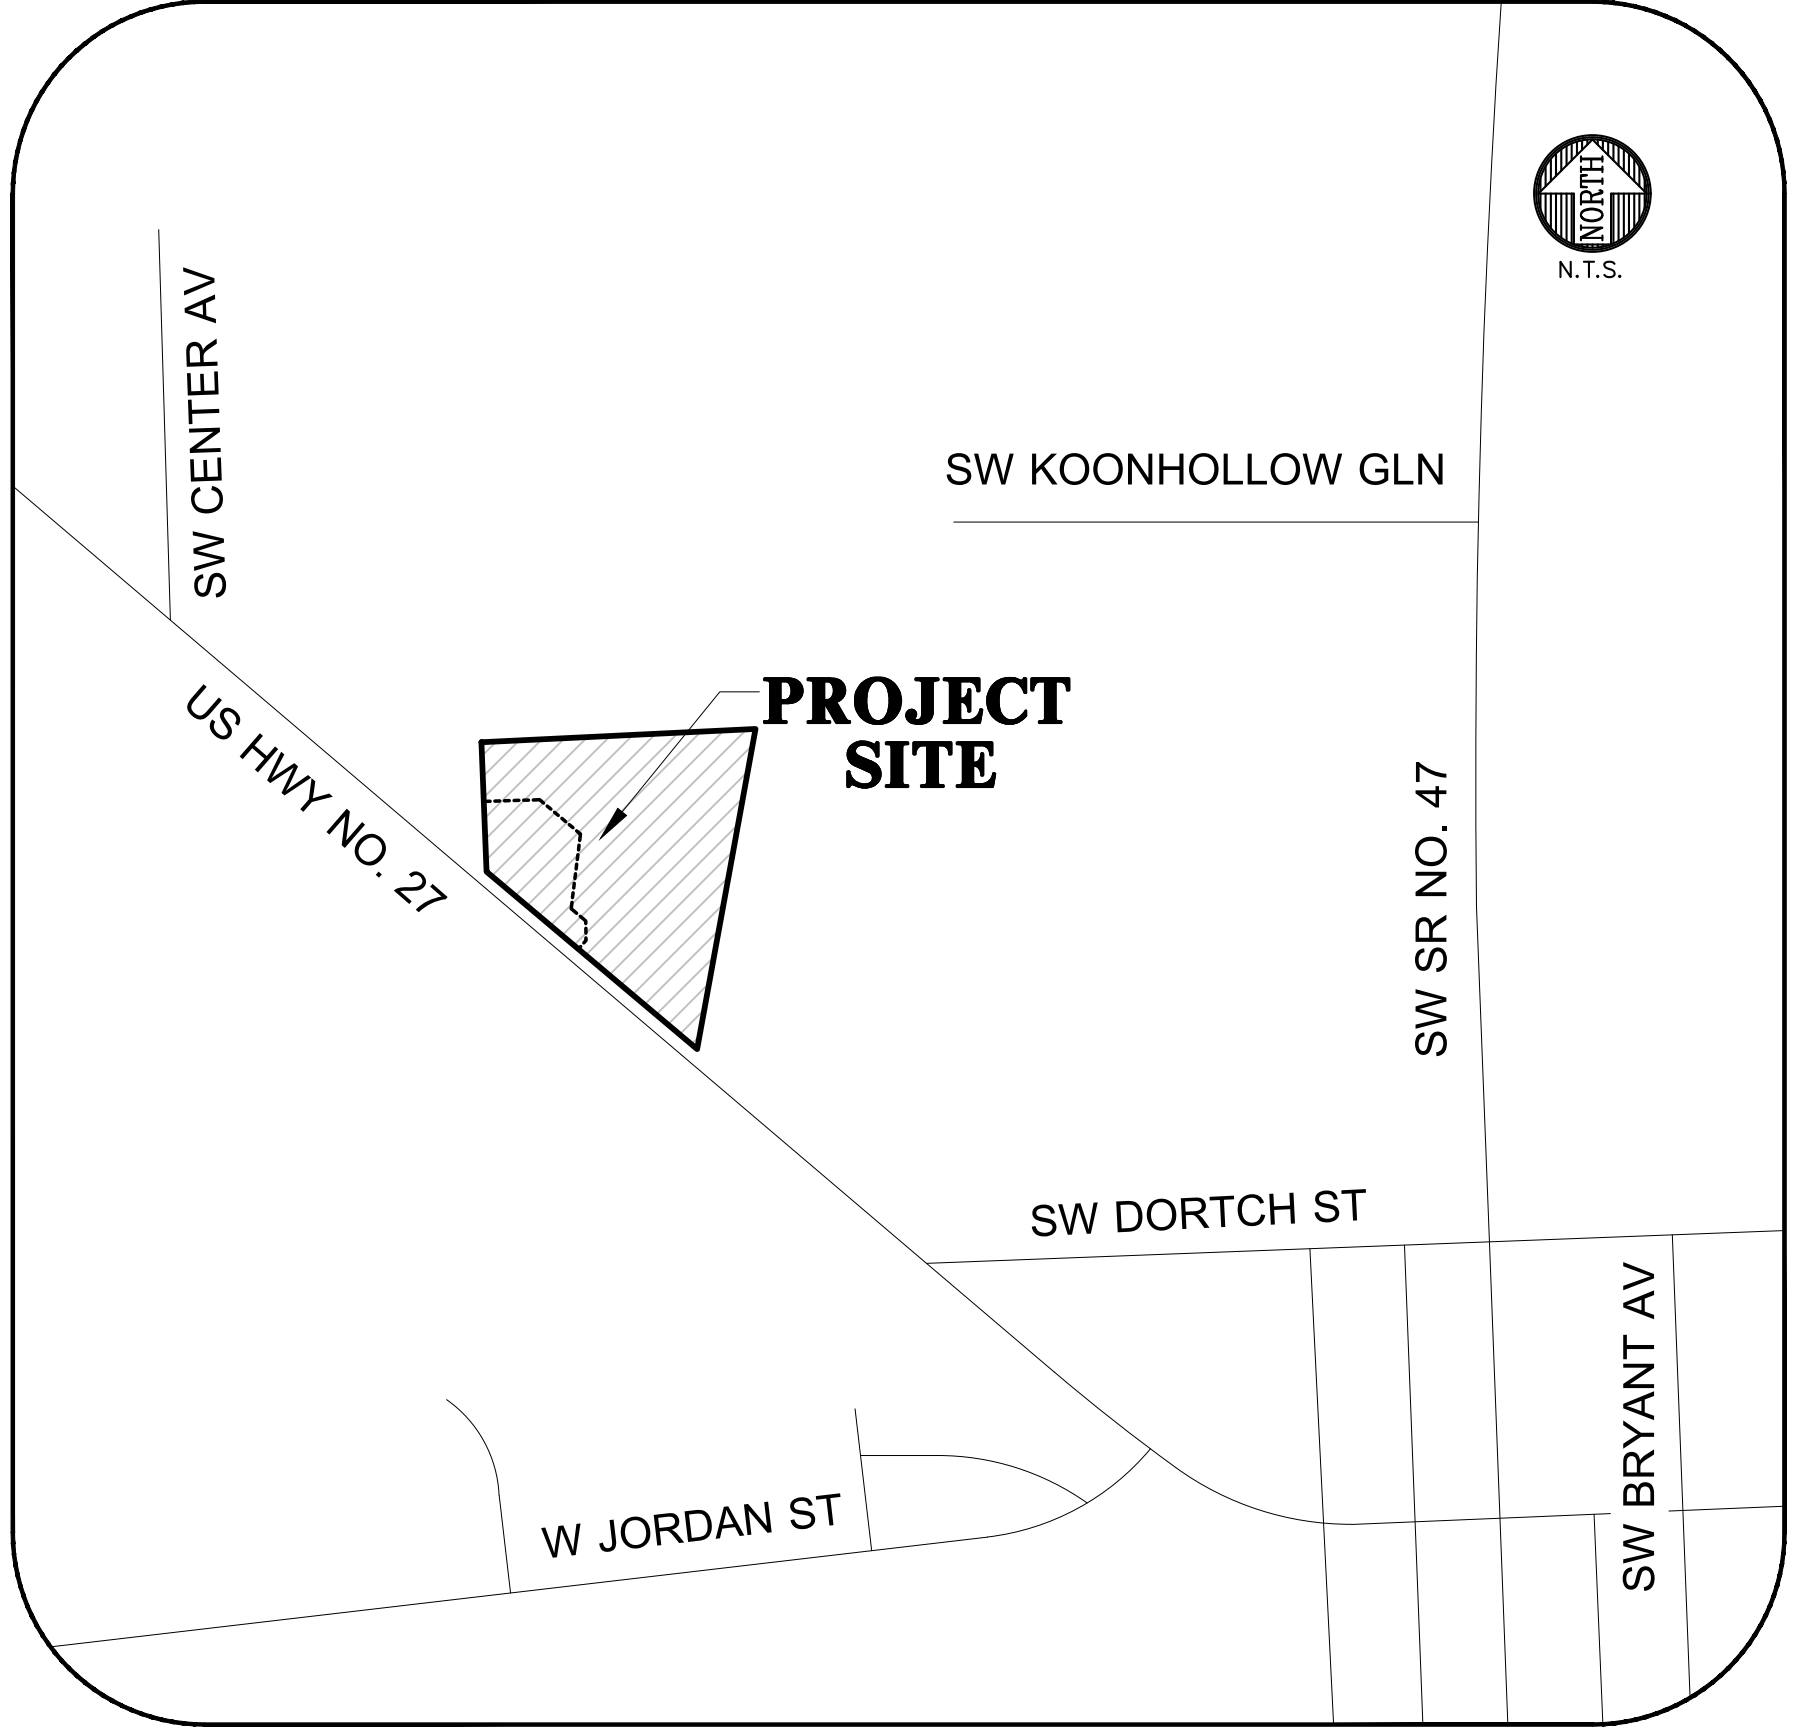 NORTH
N.T.S.
SW CENTER AV
SW KOONHOLLOW GLN
US HWY NO. 27
PROJECT
SITE
SW SR NO. 47
SW DORTCH ST
SW BRYANT AV
W JORDAN ST